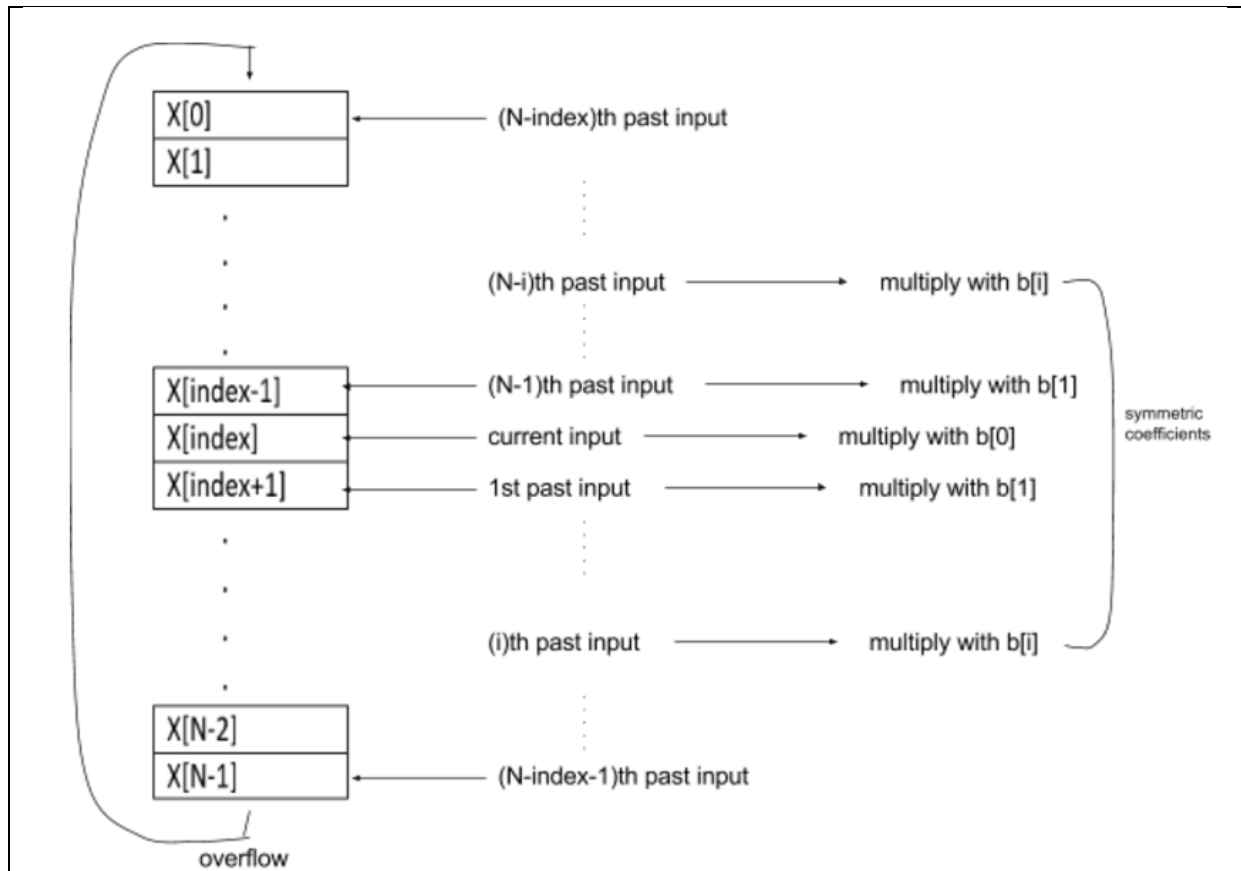 X[0]
(N-index)th past input
X[1]
(N-i)th past input
multiply with b[i]
X[index-1]
(N-1)th past input
multiply with b[1]
symmetric
coefficients
X[index]
current input
multiply with b[0]
X[index+1]
1st past input
multiply with b[1]
(i)th past input
multiply with b[i]
X[N-2]
X[N-1]
(N-index-1)th past input
overflow